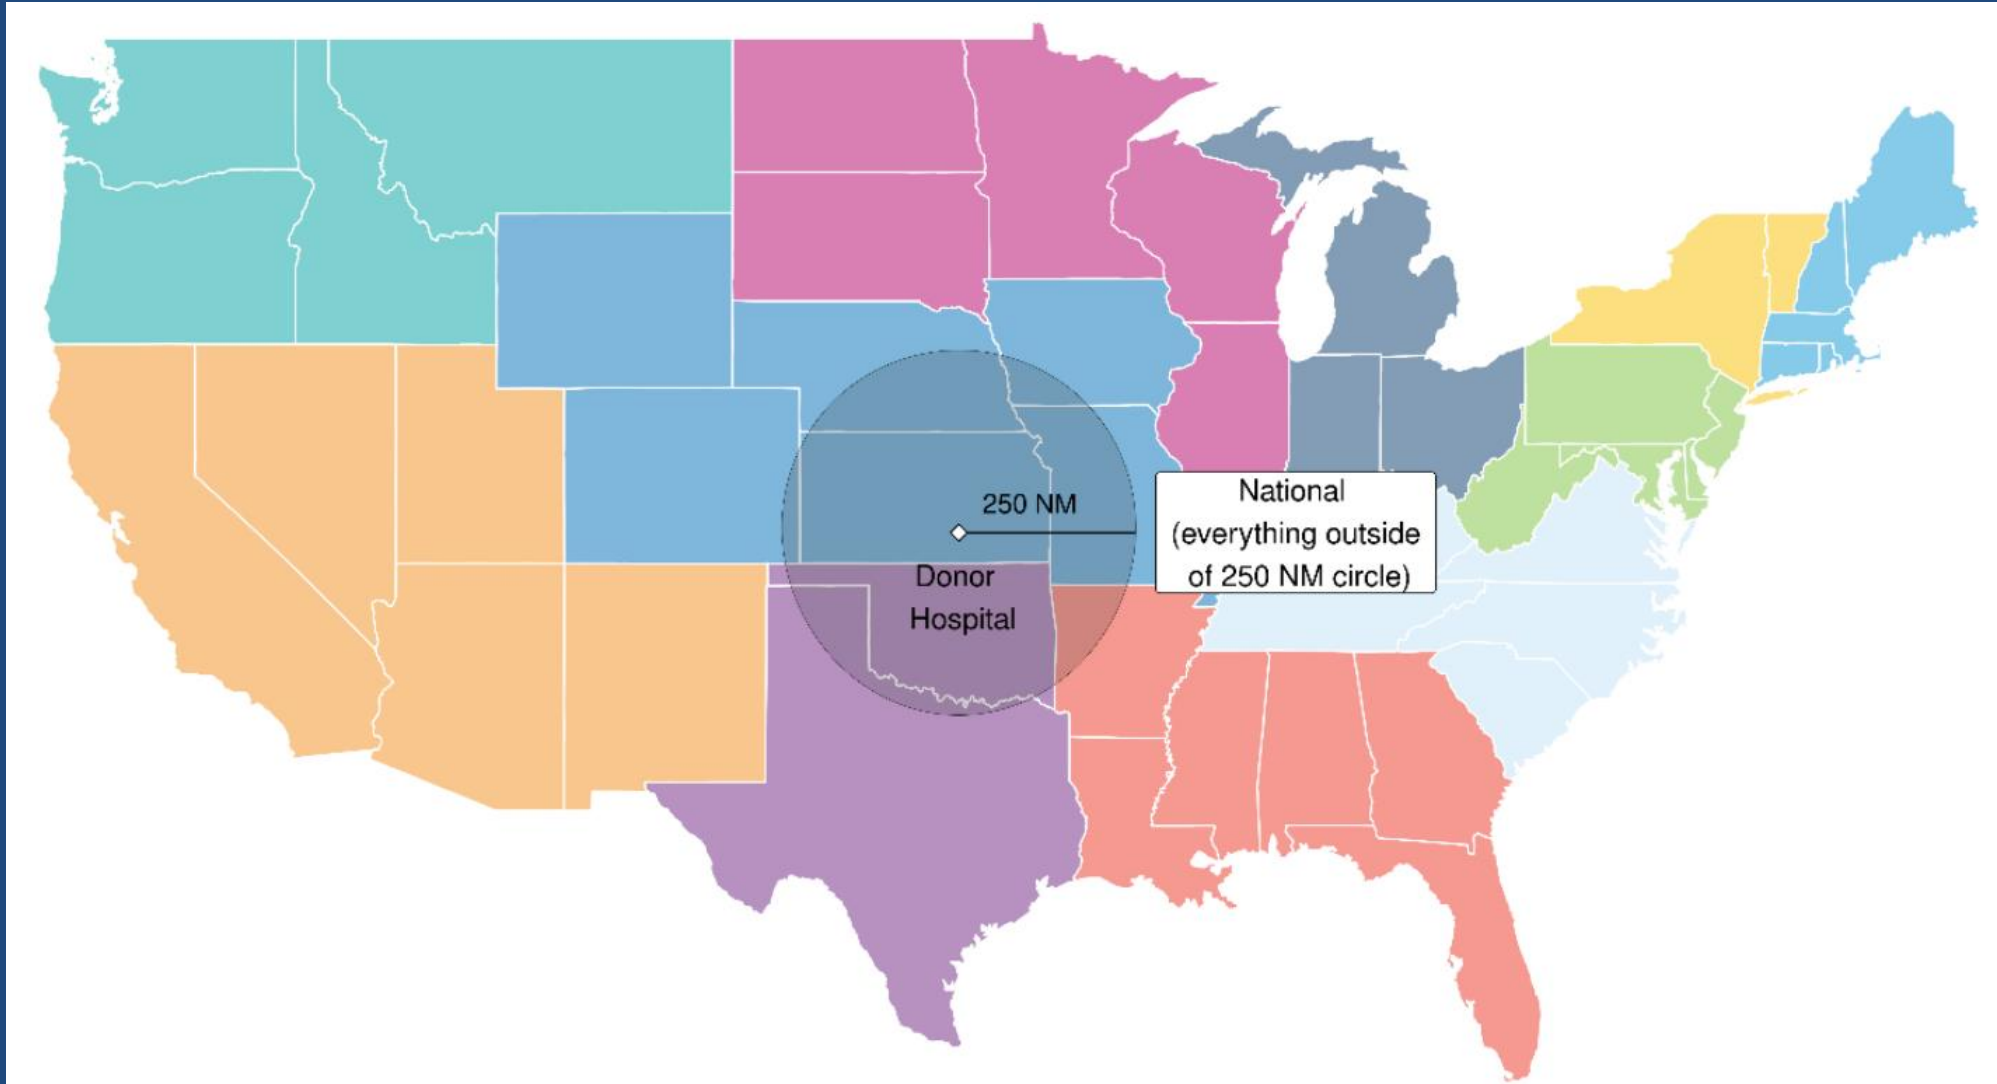 250 NM
Donor
Hospital
National
(everything outside
of 250 NM circle)